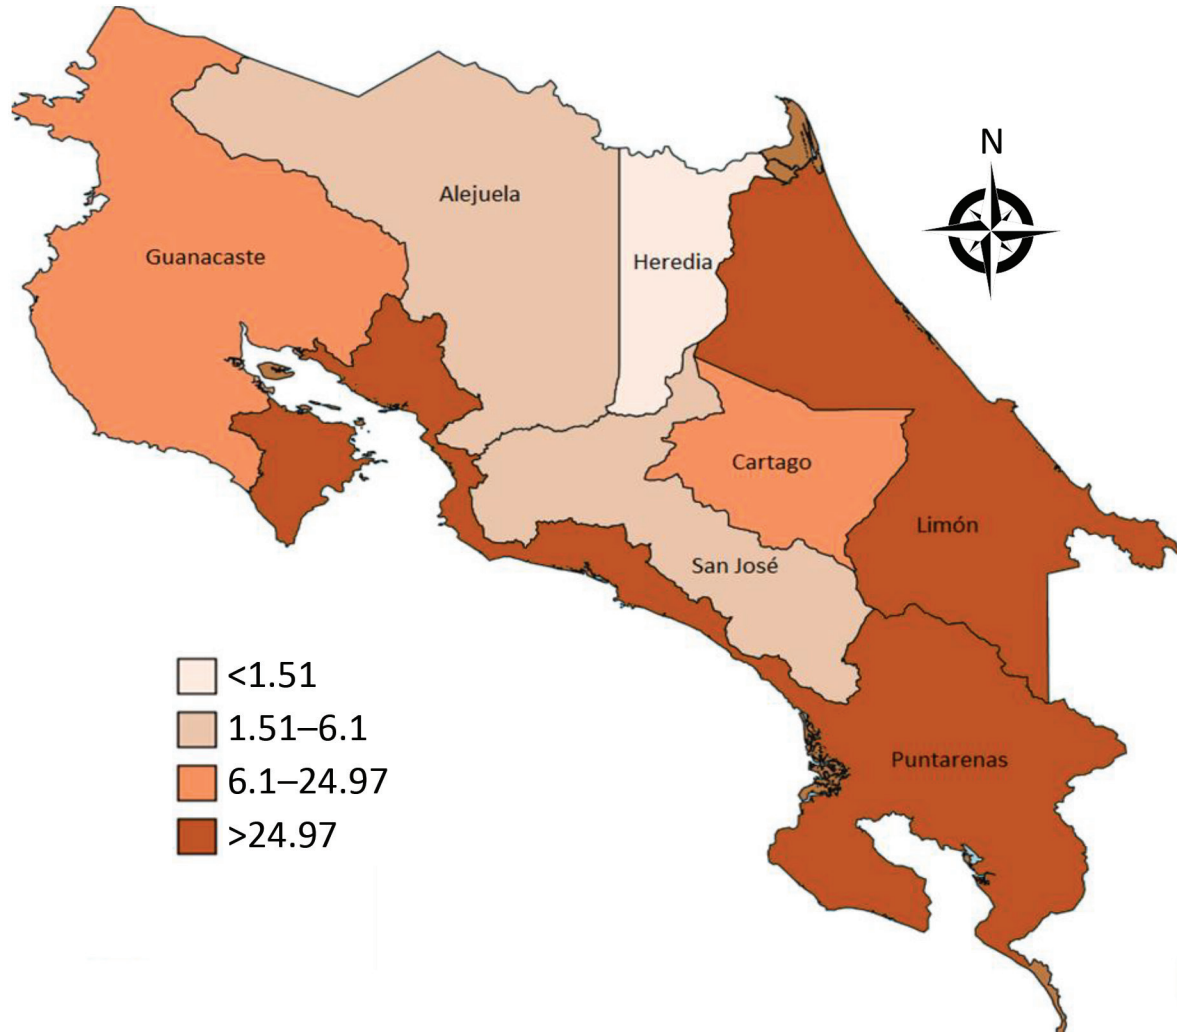 N
Alejuela
Guanacaste
Heredia
Cartago
Limón
San José
Puntarenas
<1.51
1.51–6.1
6.1–24.97
>24.97